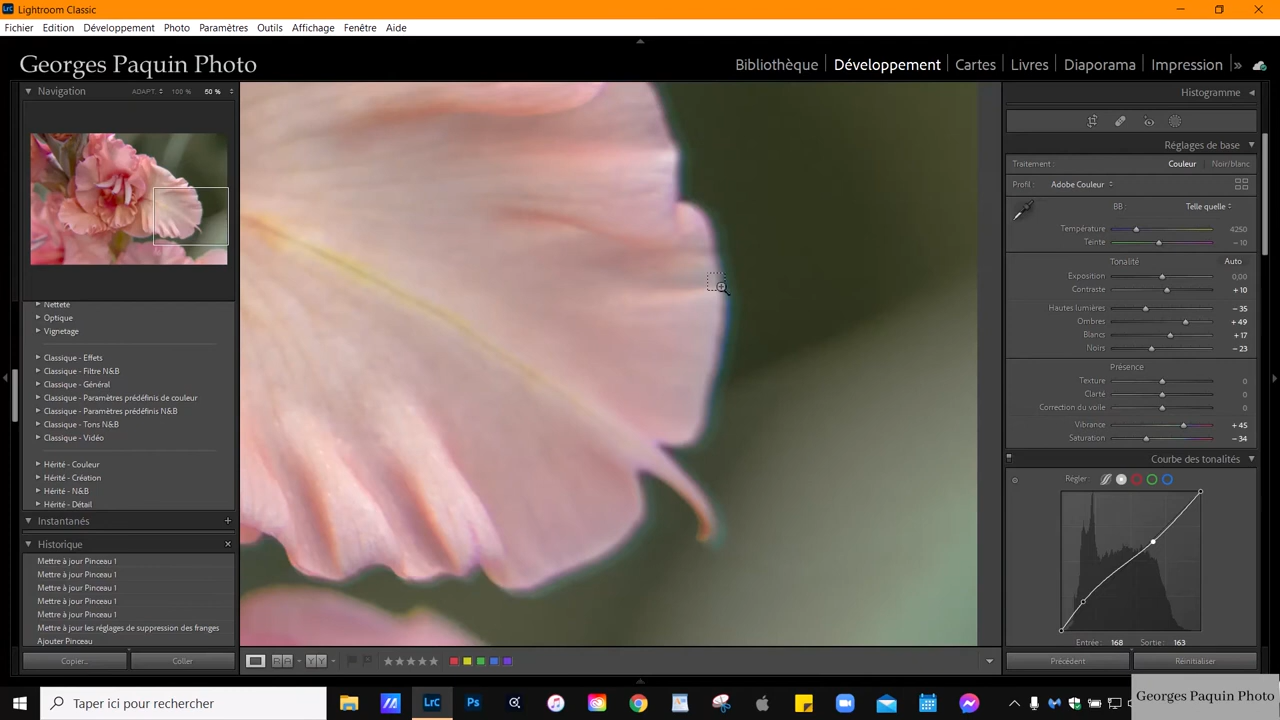 Lightroom Classic
Fichier Edition Développement Photo Paramètres Outils Affichage Fenêtre Aide
Georges Paquin Photo
Bibliothèque Développement Cartes Livres Diaporama Impression »
Navigation ADAPT. 100 % 50 %
Netteté
Optique
Vignetage
Classique - Effets
Classique - Filtre N&B
Classique - Général
Classique - Paramètres prédéfinis de couleur
Classique - Paramètres prédéfinis N&B
Classique - Tons N&B
Classique - Vidéo
Hérité - Couleur
Hérité - Création
Hérité - N&B
Hérité - Détail
Instantanés +
Historique
Mettre à jour Pinceau 1
Mettre à jour Pinceau 1
Mettre à jour Pinceau 1
Mettre à jour Pinceau 1
Mettre à jour Pinceau 1
Mettre à jour les réglages de suppression des franges
Ajouter Pinceau
Copier... Coller
Histogramme
Réglages de base
Traitement : Couleur Noir/blanc
Profil : Adobe Couleur
BB : Telle quelle
Température 4250
Teinte – 10
Tonalité Auto
Exposition 0,00
Contraste + 10
Hautes lumières – 35
Ombres + 49
Blancs + 17
Noirs – 23
Présence
Texture 0
Clarté 0
Correction du voile 0
Vibrance + 45
Saturation – 34
Courbe des tonalités
Régler :
Entrée : 168 Sortie : 163
Précédent Réinitialiser
Taper ici pour rechercher
LrC
Ps
Georges Paquin Photo